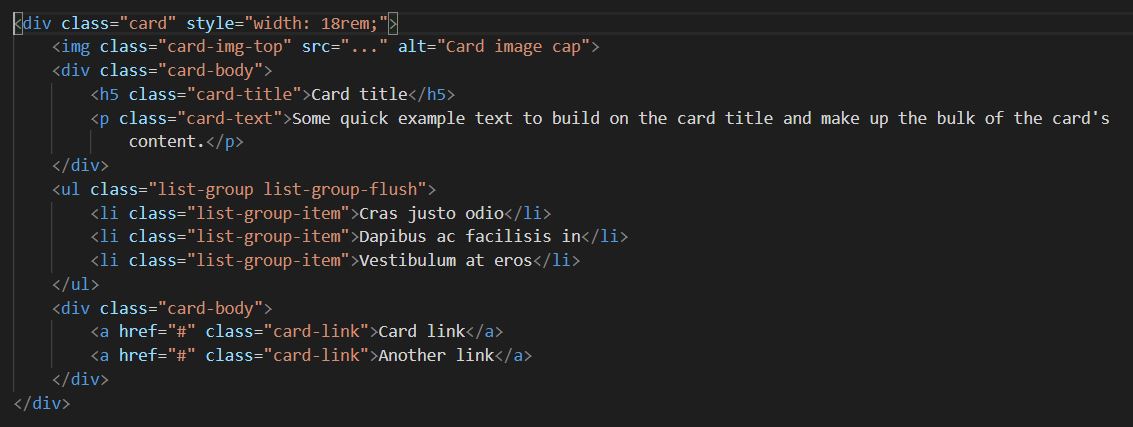 <div class="card" style="width: 18rem;">
    <img class="card-img-top" src="..." alt="Card image cap">
    <div class="card-body">
        <h5 class="card-title">Card title</h5>
        <p class="card-text">Some quick example text to build on the card title and make up the bulk of the card's
            content.</p>
    </div>
    <ul class="list-group list-group-flush">
        <li class="list-group-item">Cras justo odio</li>
        <li class="list-group-item">Dapibus ac facilisis in</li>
        <li class="list-group-item">Vestibulum at eros</li>
    </ul>
    <div class="card-body">
        <a href="#" class="card-link">Card link</a>
        <a href="#" class="card-link">Another link</a>
    </div>
</div>